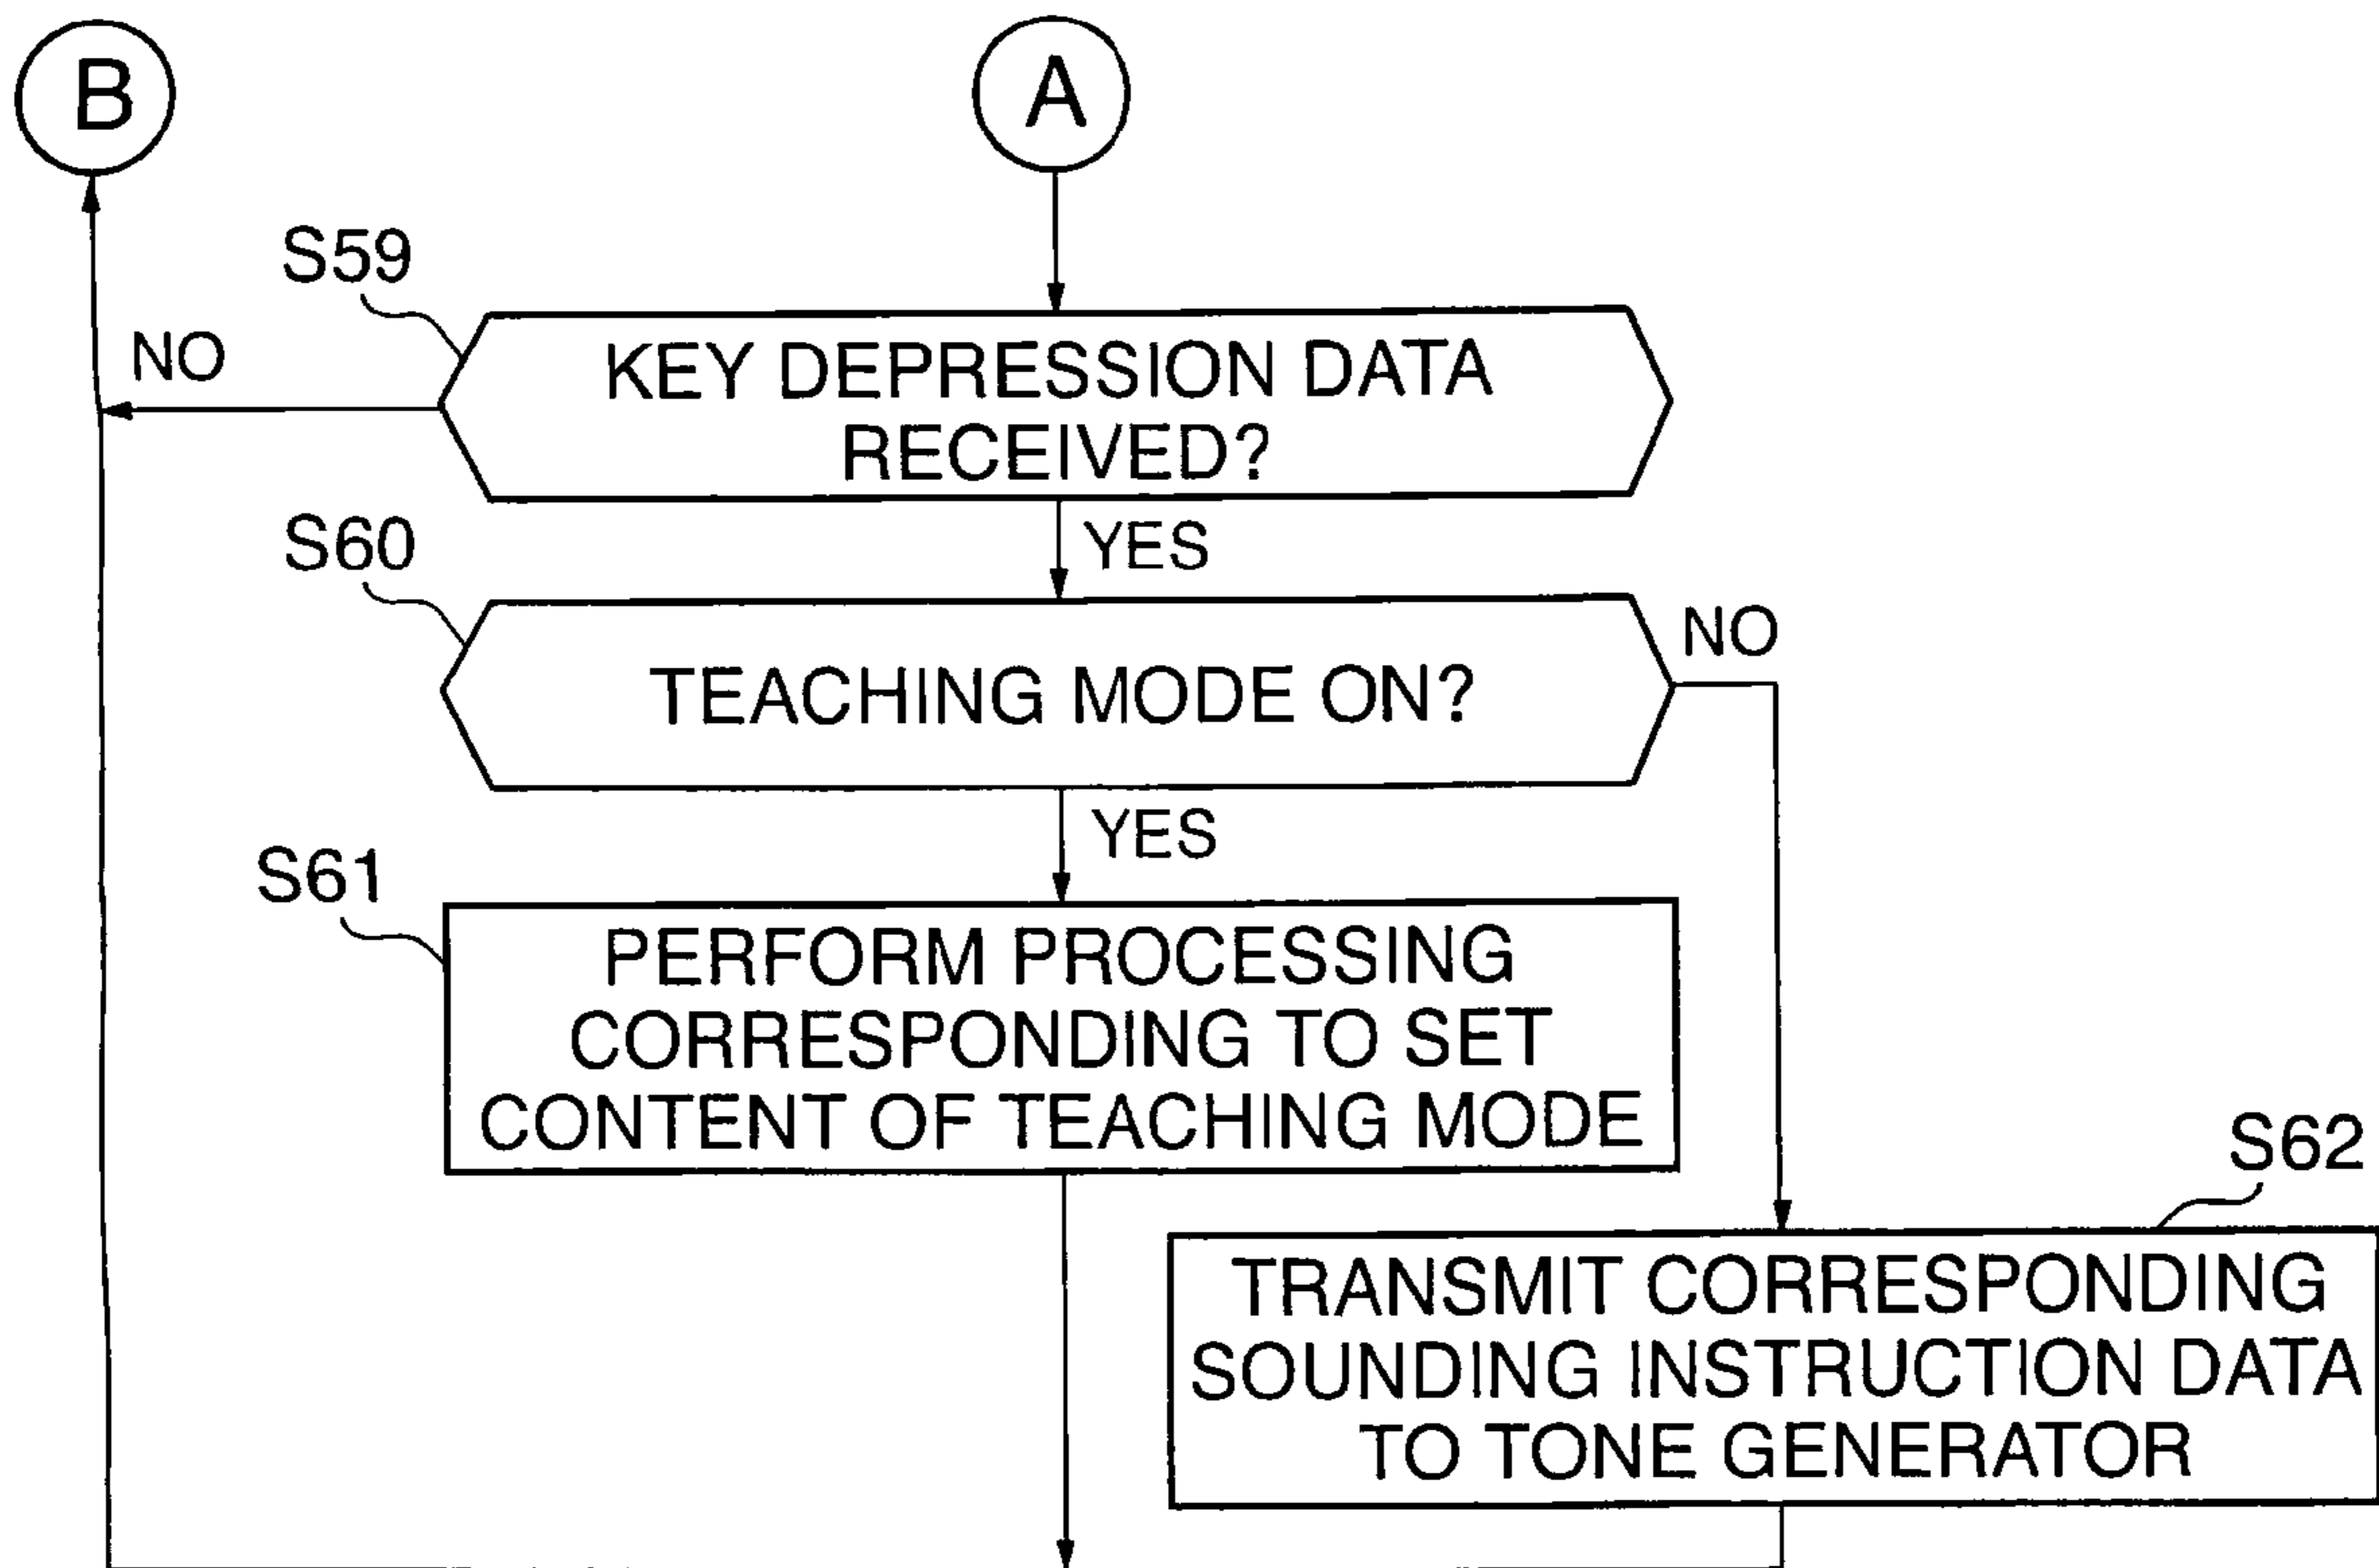 B
A
S59
NO
KEY DEPRESSION DATA
RECEIVED?
YES
S60
NO
TEACHING MODE ON?
YES
S61
PERFORM PROCESSING
CORRESPONDING TO SET
CONTENT OF TEACHING MODE
S62
TRANSMIT CORRESPONDING
SOUNDING INSTRUCTION DATA
TO TONE GENERATOR